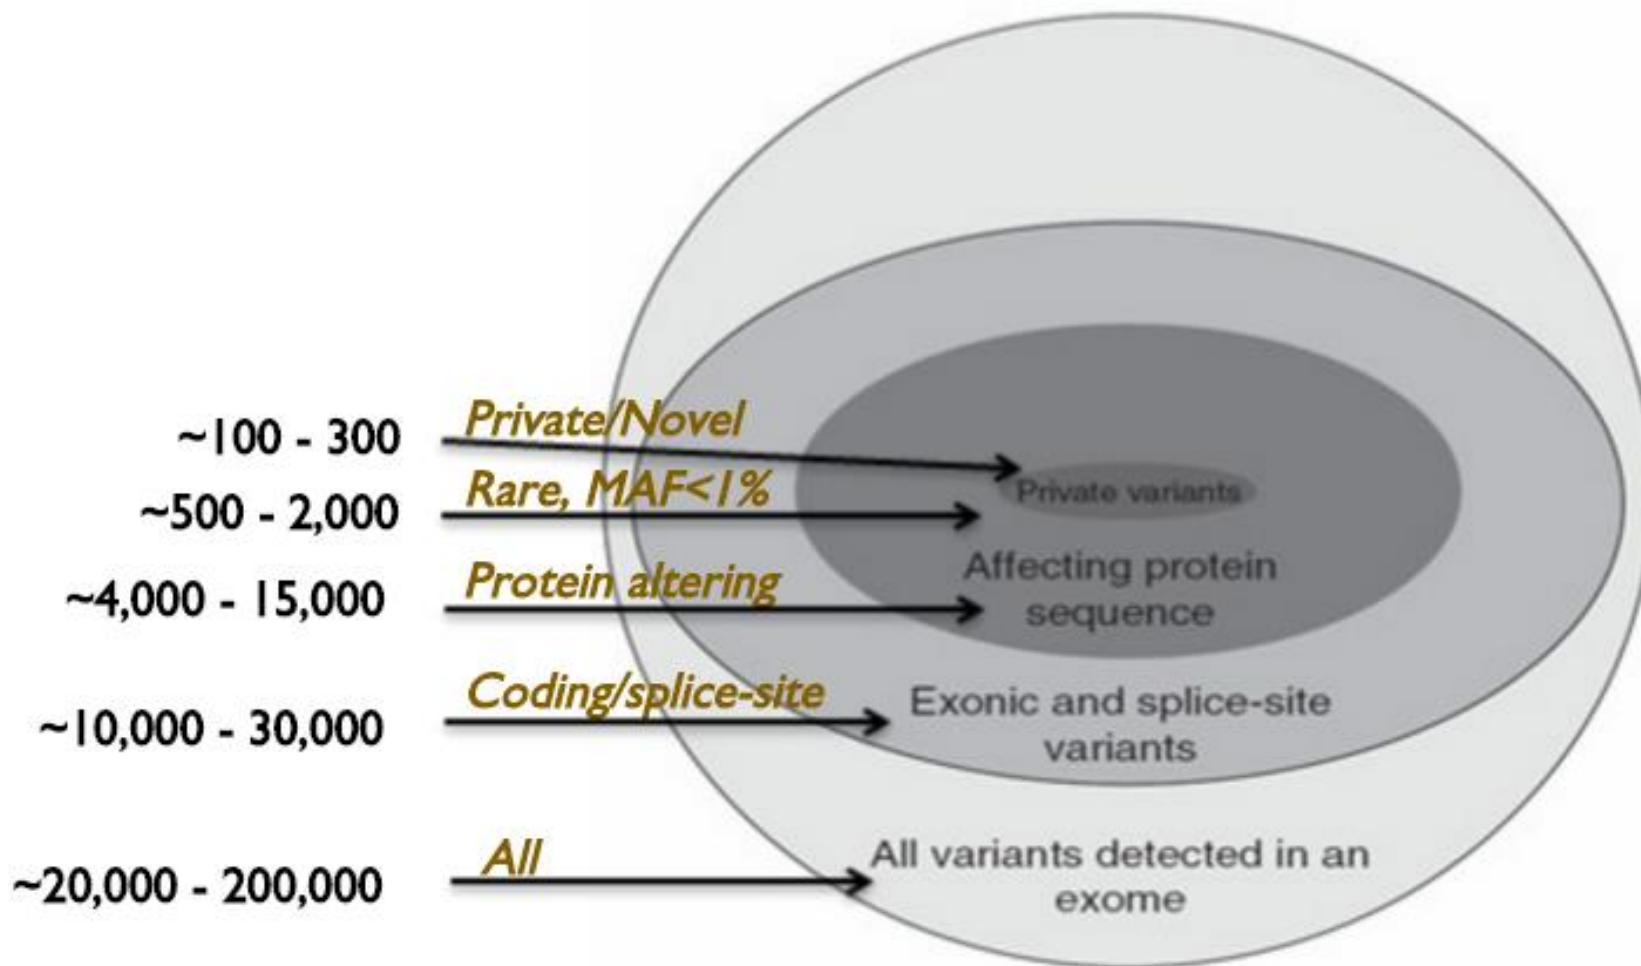 ~100 - 300
Private/Novel
Private variants
~500 - 2,000
Rare, MAF<1%
~4,000 - 15,000
Protein altering
Affecting protein
sequence
~10,000 - 30,000
Coding/splice-site
Exonic and splice-site
variants
~20,000 - 200,000
All
All variants detected in an
exome